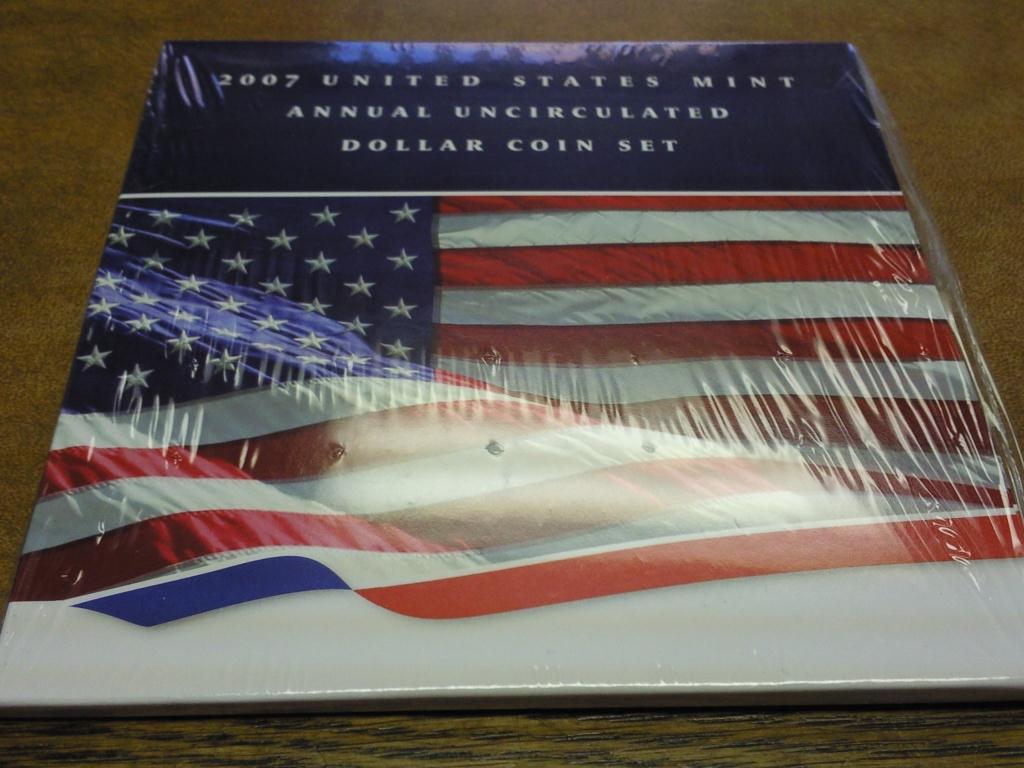 2007 UNITED STATES MINT
ANNUAL UNCIRCULATED
DOLLAR COIN SET